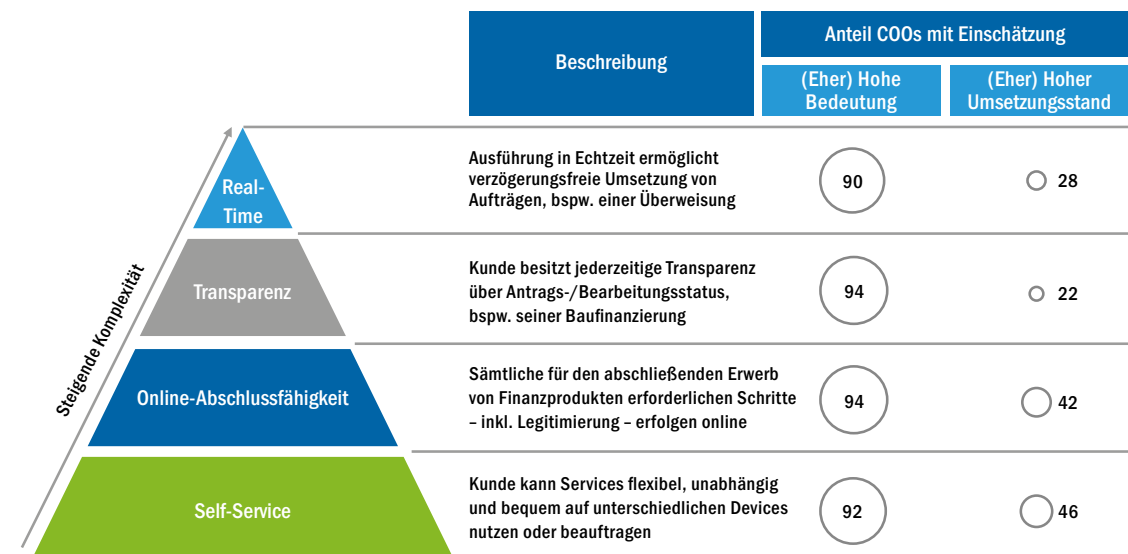 Beschreibung
Anteil COOs mit Einschätzung
(Eher) Hohe
Bedeutung
(Eher) Hoher
Umsetzungsstand
Steigende Komplexität
Real-
Time
Ausführung in Echtzeit ermöglicht
verzögerungsfreie Umsetzung von
Aufträgen, bspw. einer Überweisung
90
28
Transparenz
Kunde besitzt jederzeitige Transparenz
über Antrags-/Bearbeitungsstatus,
bspw. seiner Baufinanzierung
94
22
Online-Abschlussfähigkeit
Sämtliche für den abschließenden Erwerb
von Finanzprodukten erforderlichen Schritte
– inkl. Legitimierung – erfolgen online
94
42
Self-Service
Kunde kann Services flexibel, unabhängig
und bequem auf unterschiedlichen Devices
nutzen oder beauftragen
92
46